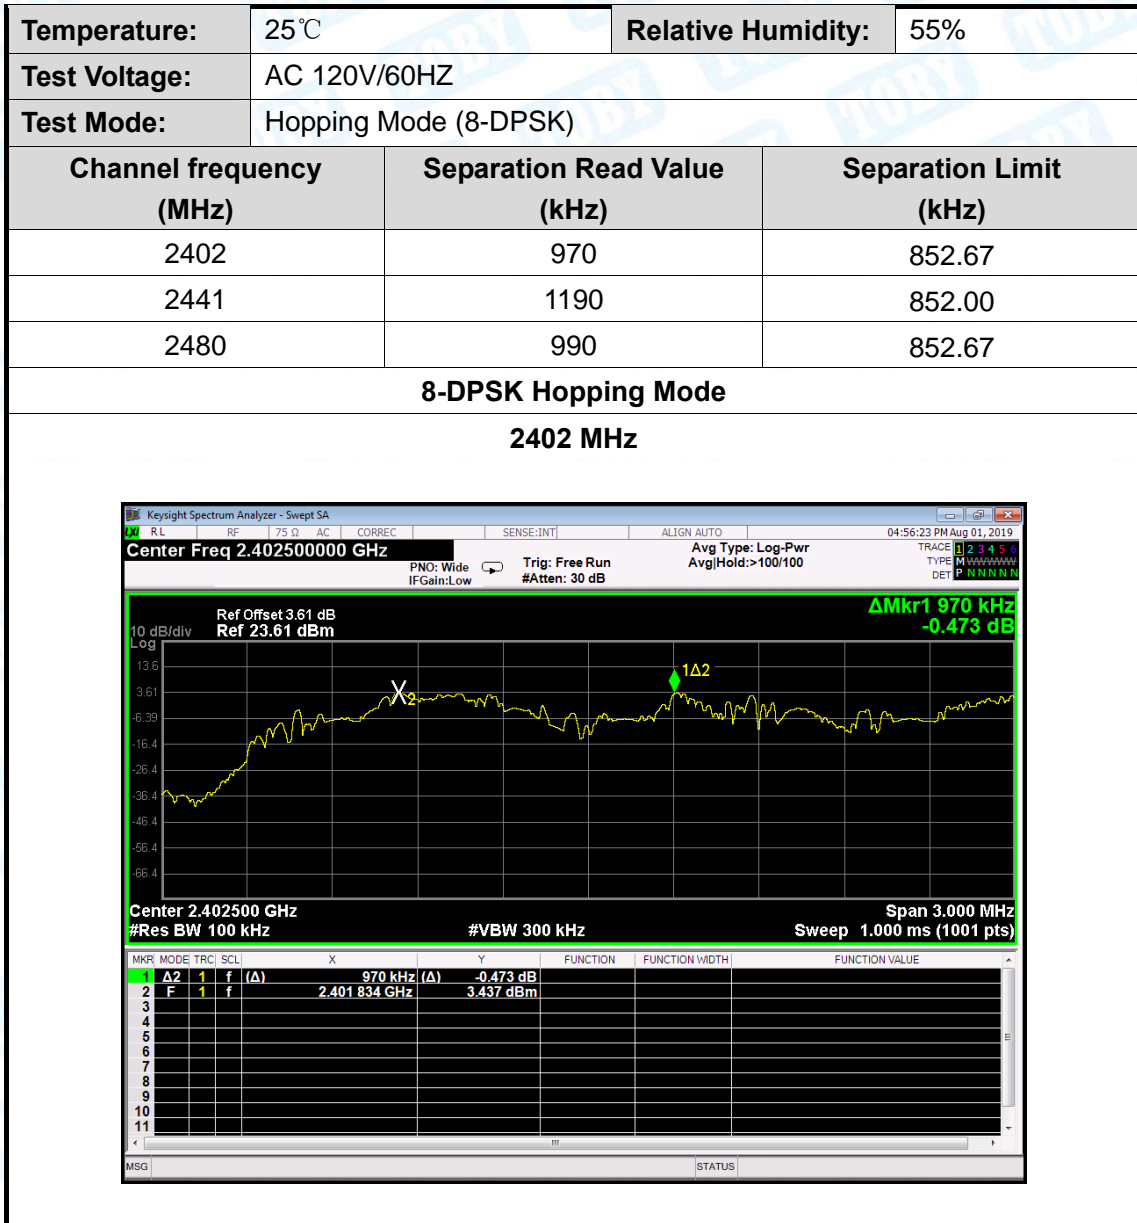 Temperature: 25℃ Relative Humidity: 55%
Test Voltage: AC 120V/60HZ
Test Mode: Hopping Mode (8-DPSK)
Channel frequency (MHz) Separation Read Value (kHz) Separation Limit (kHz)
2402 970 852.67
2441 1190 852.00
2480 990 852.67
8-DPSK Hopping Mode
2402 MHz
Keysight Spectrum Analyzer - Swept SA
LXI RL RF 75 Ω AC CORREC SENSE:INT ALIGN AUTO 04:56:23 PM Aug 01, 2019
Center Freq 2.402500000 GHz Avg Type: Log-Pwr TRACE 1 2 3 4 5 6
PNO: Wide Trig: Free Run Avg|Hold:>100/100 TYPE M WWWWW
IFGain:Low #Atten: 30 dB DET P N N N N N
ΔMkr1 970 kHz
-0.473 dB
Ref Offset 3.61 dB
10 dB/div Ref 23.61 dBm
Log
13.6
3.61
-6.39
-16.4
-26.4
-36.4
-46.4
-56.4
-66.4
1Δ2
X2
Center 2.402500 GHz Span 3.000 MHz
#Res BW 100 kHz #VBW 300 kHz Sweep 1.000 ms (1001 pts)
MKR MODE TRC SCL X Y FUNCTION FUNCTION WIDTH FUNCTION VALUE
1 Δ2 1 f (Δ) 970 kHz (Δ) -0.473 dB
2 F 1 f 2.401 834 GHz 3.437 dBm
3
4
5
6
7
8
9
10
11
MSG STATUS
TOBY